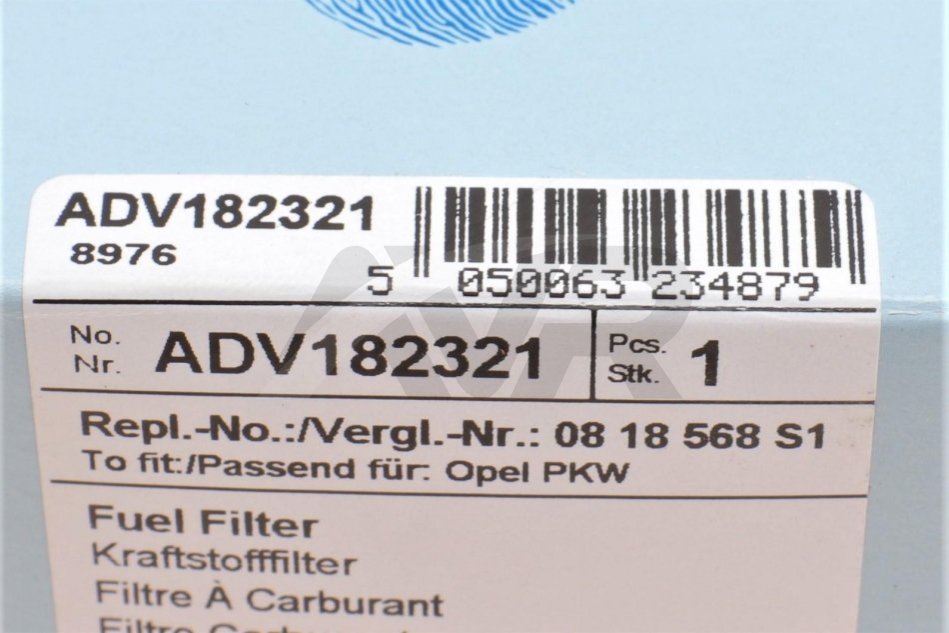 ADV182321
8976
5 050063 234879
No.
Nr. ADV182321
Pcs.
Stk. 1
Repl.-No.:/Vergl.-Nr.: 08 18 568 S1
To fit:/Passend für: Opel PKW
Fuel Filter
Kraftstofffilter
Filtre À Carburant
Filtro